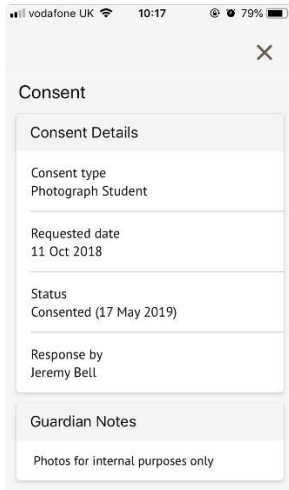 vodafone UK 10:17 79%
Consent
Consent Details
Consent type
Photograph Student
Requested date
11 Oct 2018
Status
Consented (17 May 2019)
Response by
Jeremy Bell
Guardian Notes
Photos for internal purposes only